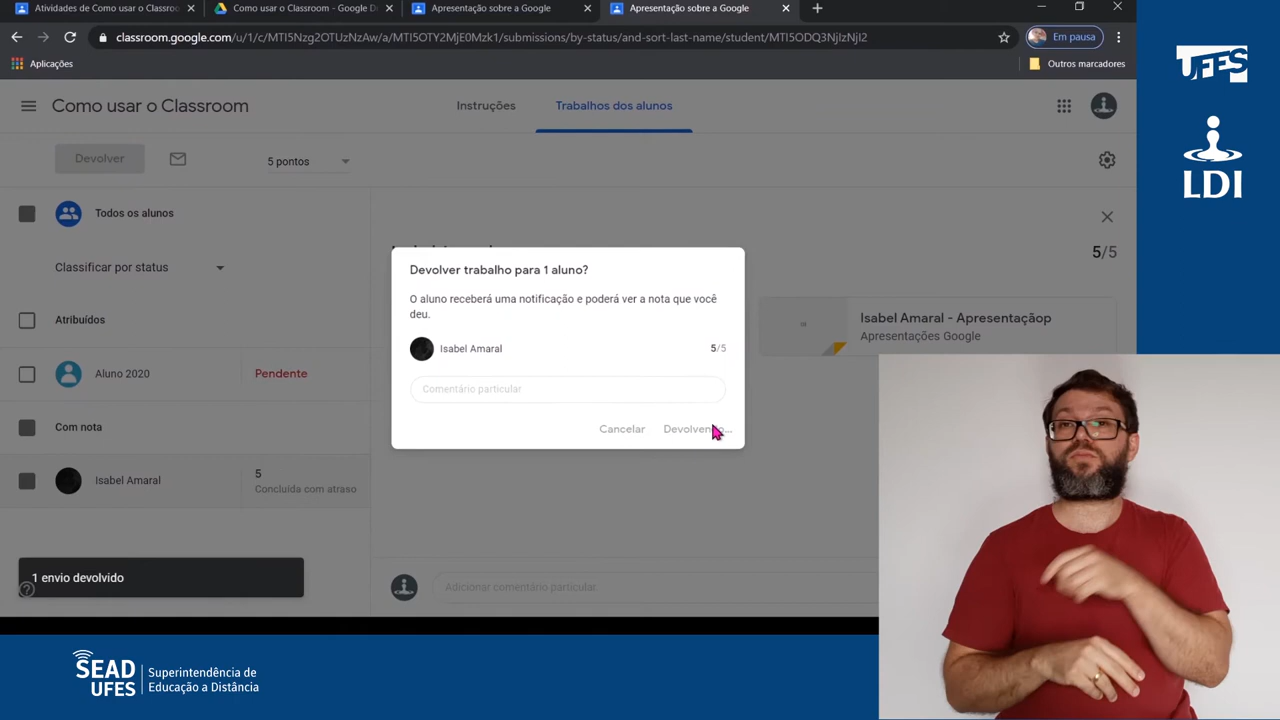 Atividades de Como usar o Classro
Como usar o Classroom - Google D
Apresentação sobre a Google
Apresentação sobre a Google
classroom.google.com/u/1/c/MTI5Nzg2OTUzNzAw/a/MTI5OTY2MjE0Mzk1/submissions/by-status/and-sort-last-name/student/MTI5ODQ3NjIzNjI2
Em pausa
Aplicações
Outros marcadores
Como usar o Classroom
Instruções
Trabalhos dos alunos
Devolver
5 pontos
Todos os alunos
Classificar por status
Atribuídos
Aluno 2020
Pendente
Com nota
Isabel Amaral
5
Concluída com atraso
1 envio devolvido
5/5
Isabel Amaral - Apresentaçãop
Apresentações Google
Devolver trabalho para 1 aluno?
O aluno receberá uma notificação e poderá ver a nota que você
deu.
Isabel Amaral
5/5
Comentário particular
Cancelar
Adicionar comentário particular.
UFES
LDI
SEAD
UFES
Superintendência de
Educação a Distância